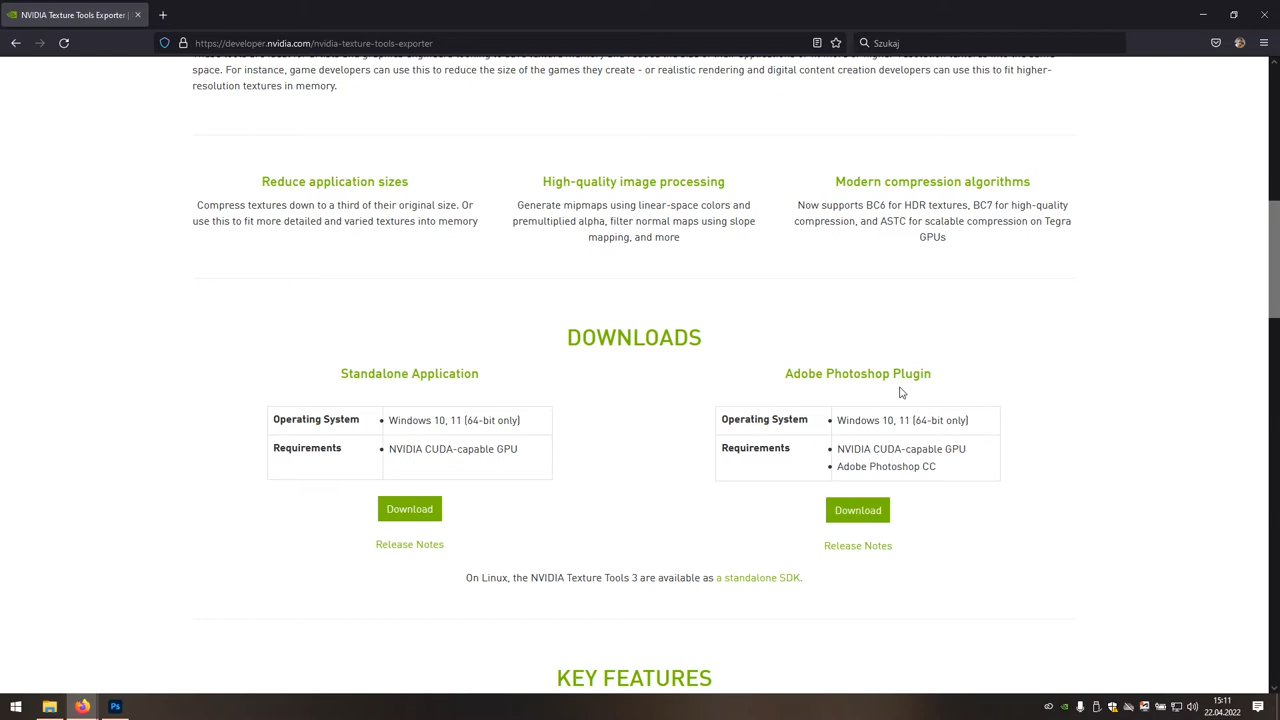 NVIDIA Texture Tools Exporter |
https://developer.nvidia.com/nvidia-texture-tools-exporter
Szukaj
space. For instance, game developers can use this to reduce the size of the games they create - or realistic rendering and digital content creation developers can use this to fit higher-
resolution textures in memory.
Reduce application sizes
Compress textures down to a third of their original size. Or
use this to fit more detailed and varied textures into memory
High-quality image processing
Generate mipmaps using linear-space colors and
premultiplied alpha, filter normal maps using slope
mapping, and more
Modern compression algorithms
Now supports BC6 for HDR textures, BC7 for high-quality
compression, and ASTC for scalable compression on Tegra
GPUs
DOWNLOADS
Standalone Application
Operating System • Windows 10, 11 (64-bit only)
Requirements • NVIDIA CUDA-capable GPU
Download
Release Notes
Adobe Photoshop Plugin
Operating System • Windows 10, 11 (64-bit only)
Requirements • NVIDIA CUDA-capable GPU
• Adobe Photoshop CC
Download
Release Notes
On Linux, the NVIDIA Texture Tools 3 are available as a standalone SDK.
KEY FEATURES
Ps
15:11
22.04.2022